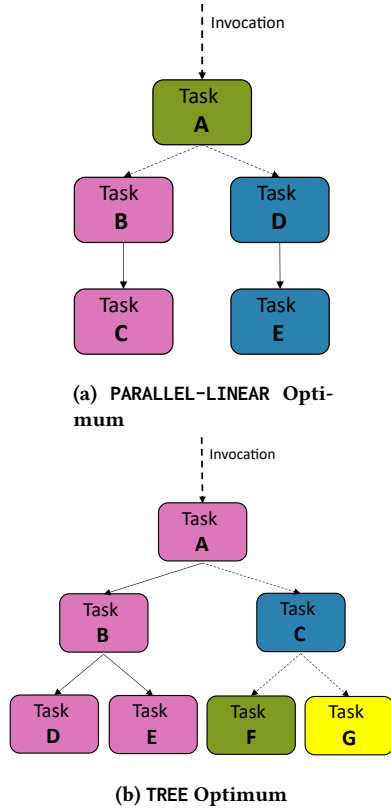 Invocation
Task
A
Task
B
Task
D
Task
C
Task
E
(a) PARALLEL-LINEAR Opti-
mum
Invocation
Task
A
Task
B
Task
C
Task
D
Task
E
Task
F
Task
G
(b) TREE Optimum